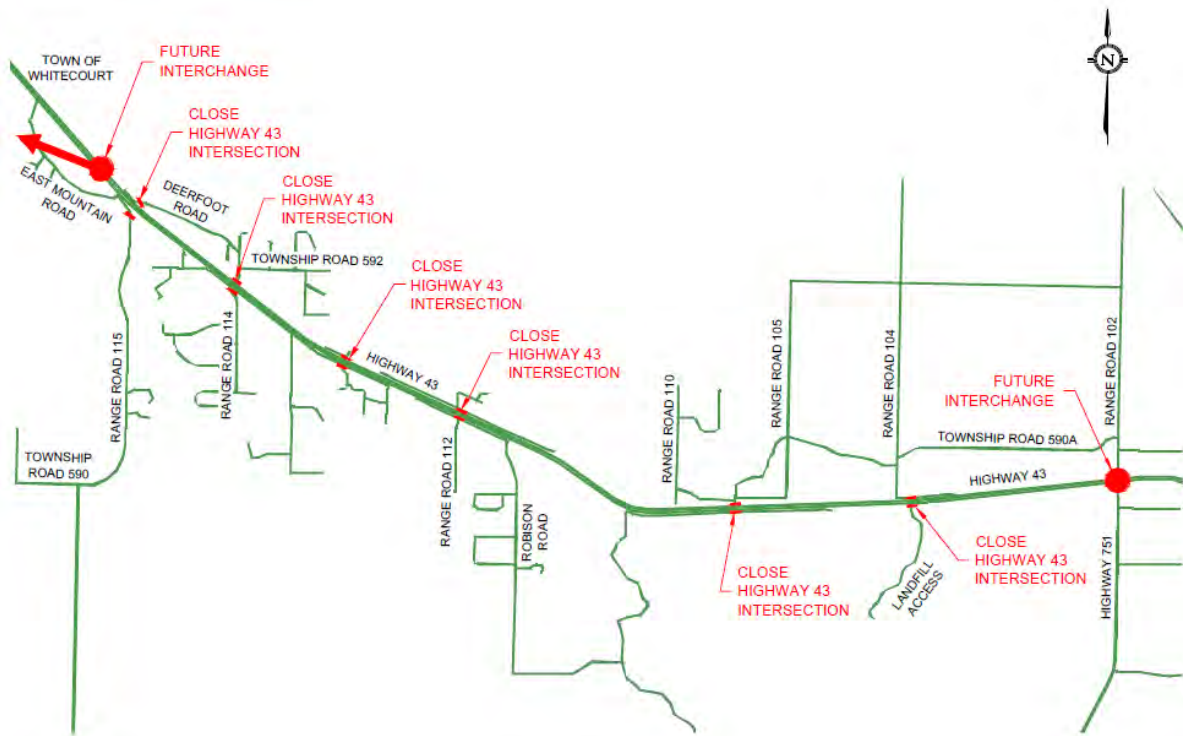 TOWN OF
WHITECOURT
FUTURE
INTERCHANGE
N
CLOSE
HIGHWAY 43
INTERSECTION
EAST MOUNTAIN
ROAD
DEERFOOT
ROAD
CLOSE
HIGHWAY 43
INTERSECTION
TOWNSHIP ROAD 592
CLOSE
HIGHWAY 43
INTERSECTION
RANGE ROAD 115
RANGE ROAD 114
HIGHWAY 43
CLOSE
HIGHWAY 43
INTERSECTION
RANGE ROAD 105
RANGE ROAD 104
RANGE ROAD 102
RANGE ROAD 110
FUTURE
INTERCHANGE
TOWNSHIP
ROAD 590
RANGE ROAD 112
ROBISON
ROAD
TOWNSHIP ROAD 590A
HIGHWAY 43
CLOSE
HIGHWAY 43
INTERSECTION
LANDFILL
ACCESS
CLOSE
HIGHWAY 43
INTERSECTION
HIGHWAY 751